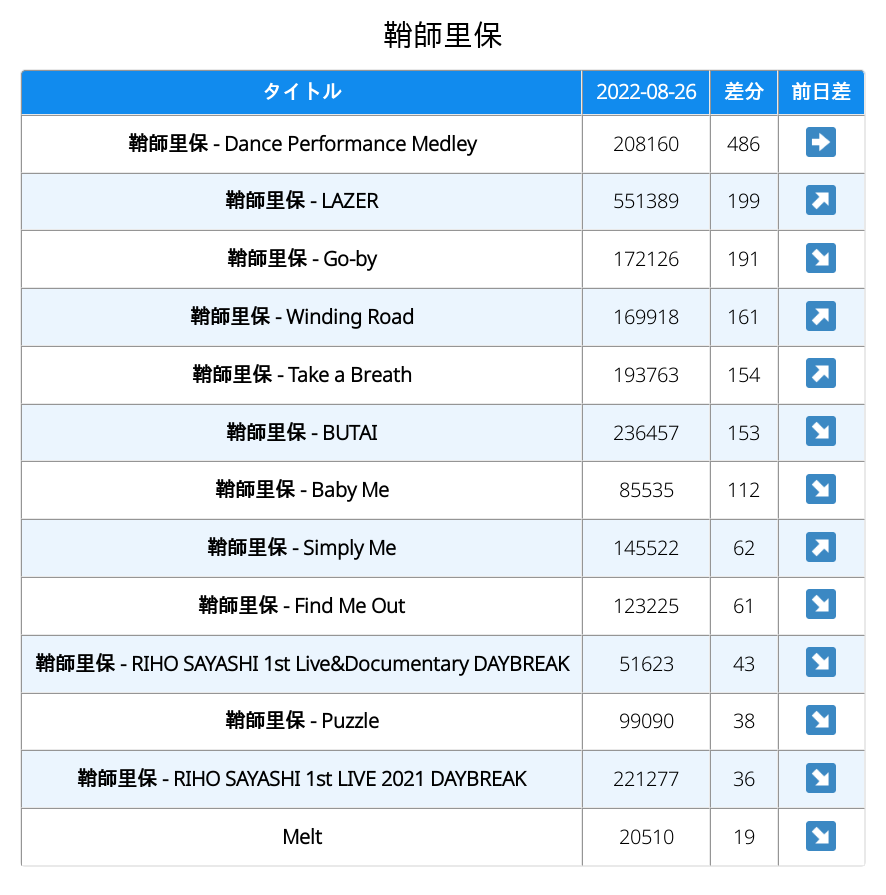 鞘師里保
タイトル 2022-08-26 差分 前日差
鞘師里保 - Dance Performance Medley 208160 486 ➡
鞘師里保 - LAZER 551389 199 ↗
鞘師里保 - Go-by 172126 191 ↘
鞘師里保 - Winding Road 169918 161 ↗
鞘師里保 - Take a Breath 193763 154 ↗
鞘師里保 - BUTAI 236457 153 ↘
鞘師里保 - Baby Me 85535 112 ↘
鞘師里保 - Simply Me 145522 62 ↗
鞘師里保 - Find Me Out 123225 61 ↘
鞘師里保 - RIHO SAYASHI 1st Live&Documentary DAYBREAK 51623 43 ↘
鞘師里保 - Puzzle 99090 38 ↘
鞘師里保 - RIHO SAYASHI 1st LIVE 2021 DAYBREAK 221277 36 ↘
Melt 20510 19 ↘